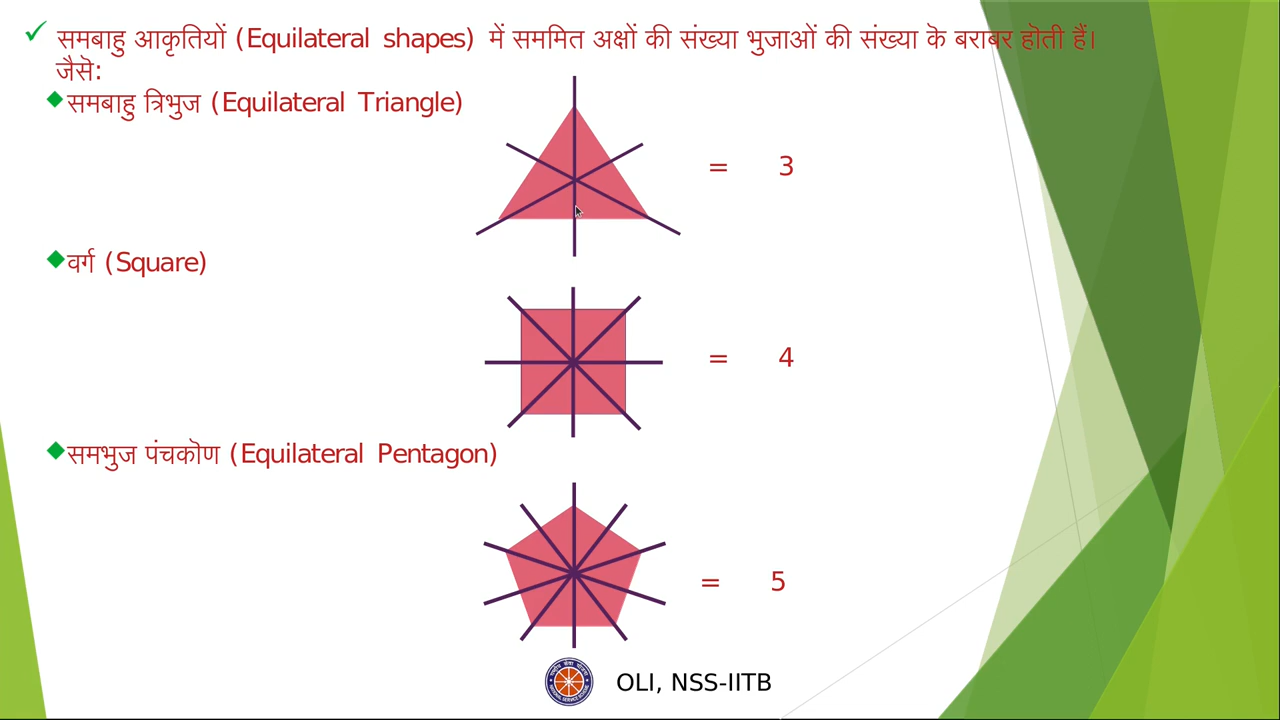 समबाहु आकृतियों (Equilateral shapes) में सममित अक्षों की संख्या भुजाओं की संख्या के बराबर होती हैं।
जैसे:
समबाहु त्रिभुज (Equilateral Triangle)
= 3
वर्ग (Square)
= 4
समभुज पंचकोण (Equilateral Pentagon)
= 5
OLI, NSS-IITB